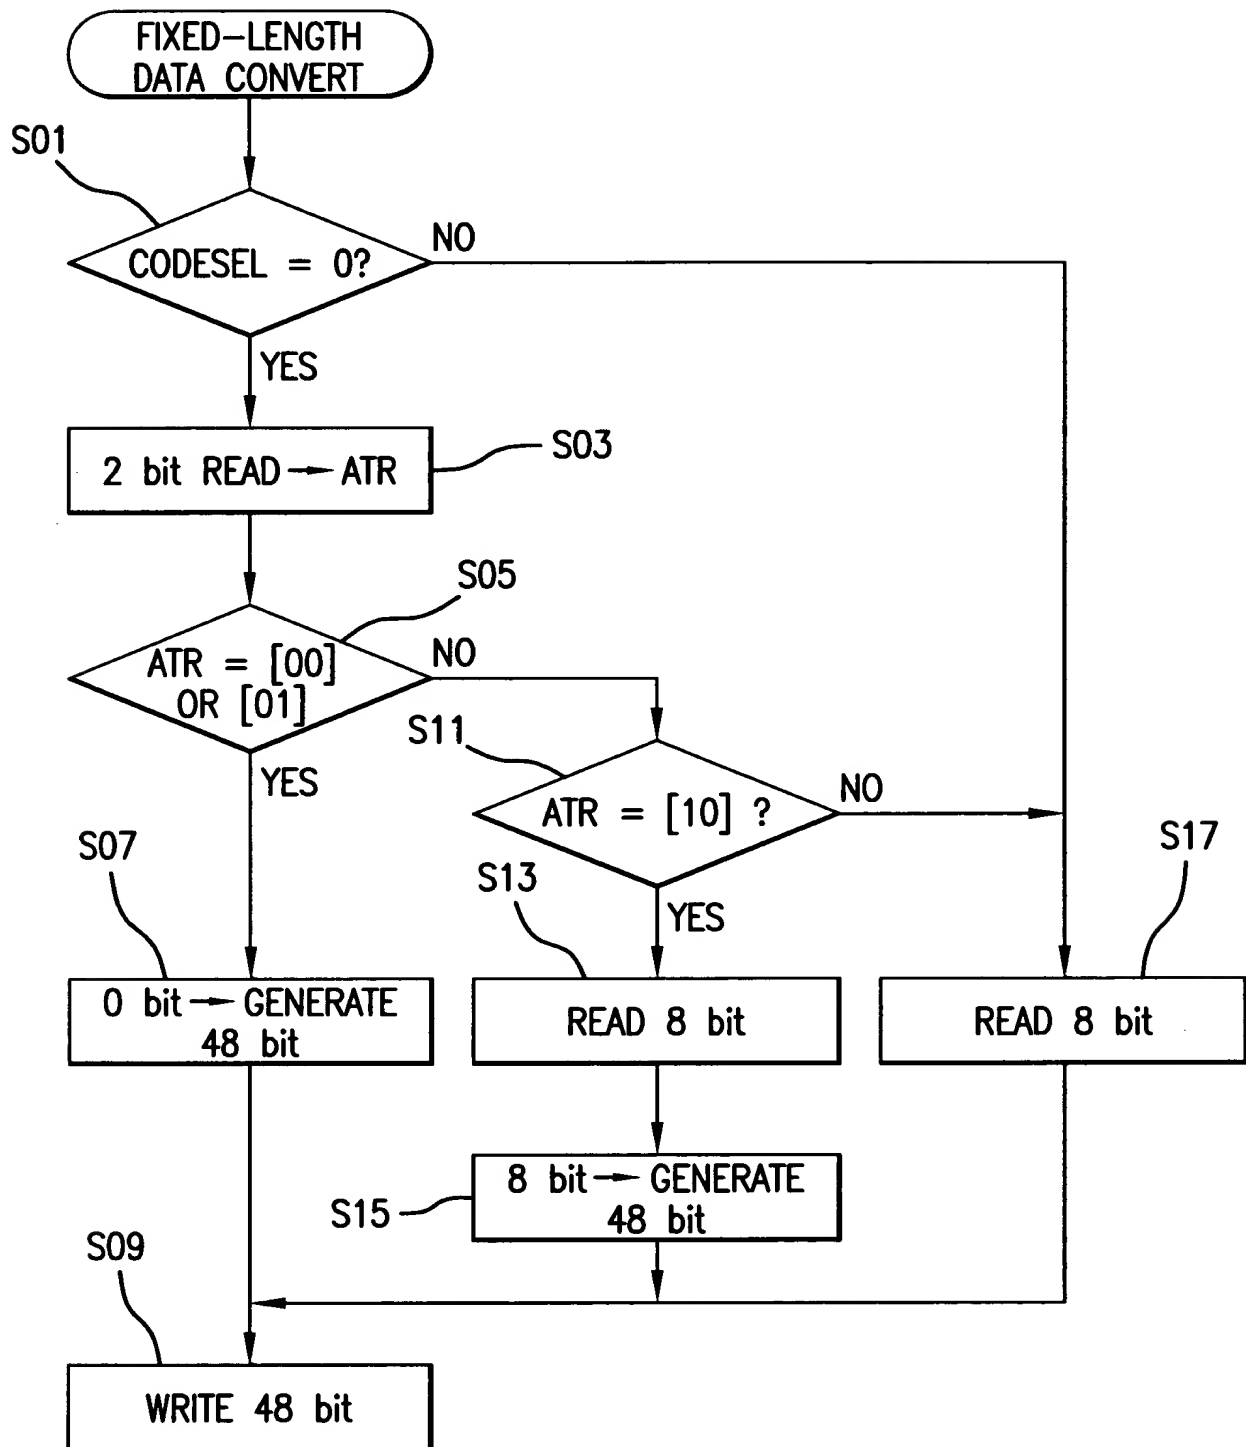 FIXED-LENGTH
DATA CONVERT
S01
CODESEL = 0?
NO
YES
2 bit READ → ATR
S03
S05
ATR = [00]
OR [01]
NO
YES
S11
ATR = [10] ?
NO
YES
S07
0 bit → GENERATE
48 bit
S13
READ 8 bit
S17
READ 8 bit
S15
8 bit → GENERATE
48 bit
S09
WRITE 48 bit